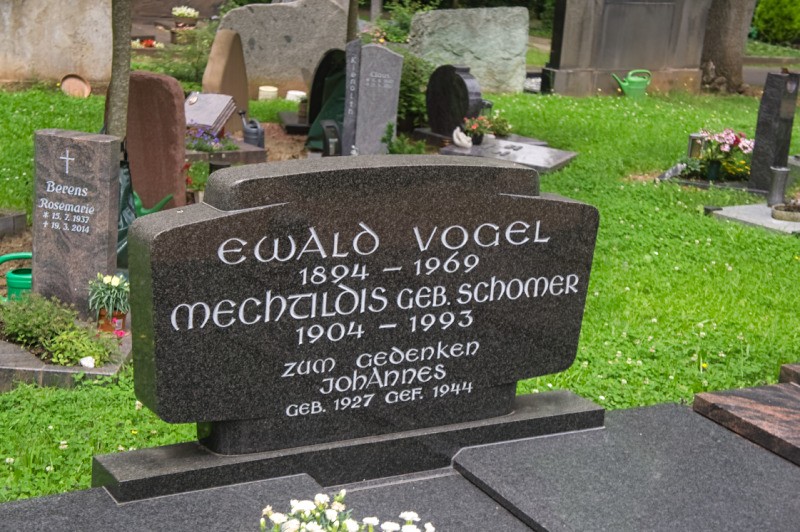 EWALD VOGEL
1894 – 1969
MECHTILDIS GEB. SCHOMER
1904 – 1993
ZUM GEDENKEN
JOHANNES
GEB. 1927 GEF. 1944
Berens
Rosemarie
* 15. 7. 1937
† 19. 3. 2014